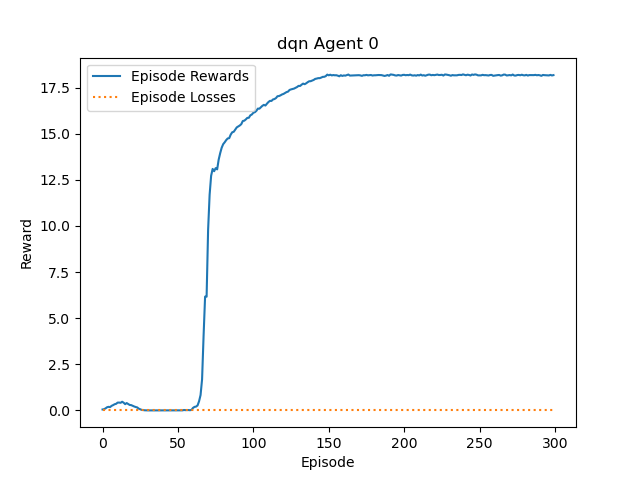 dqn Agent 0
Episode Rewards
Episode Losses
17.5
15.0
12.5
10.0
7.5
5.0
2.5
0.0
Reward
0 50 100 150 200 250 300
Episode